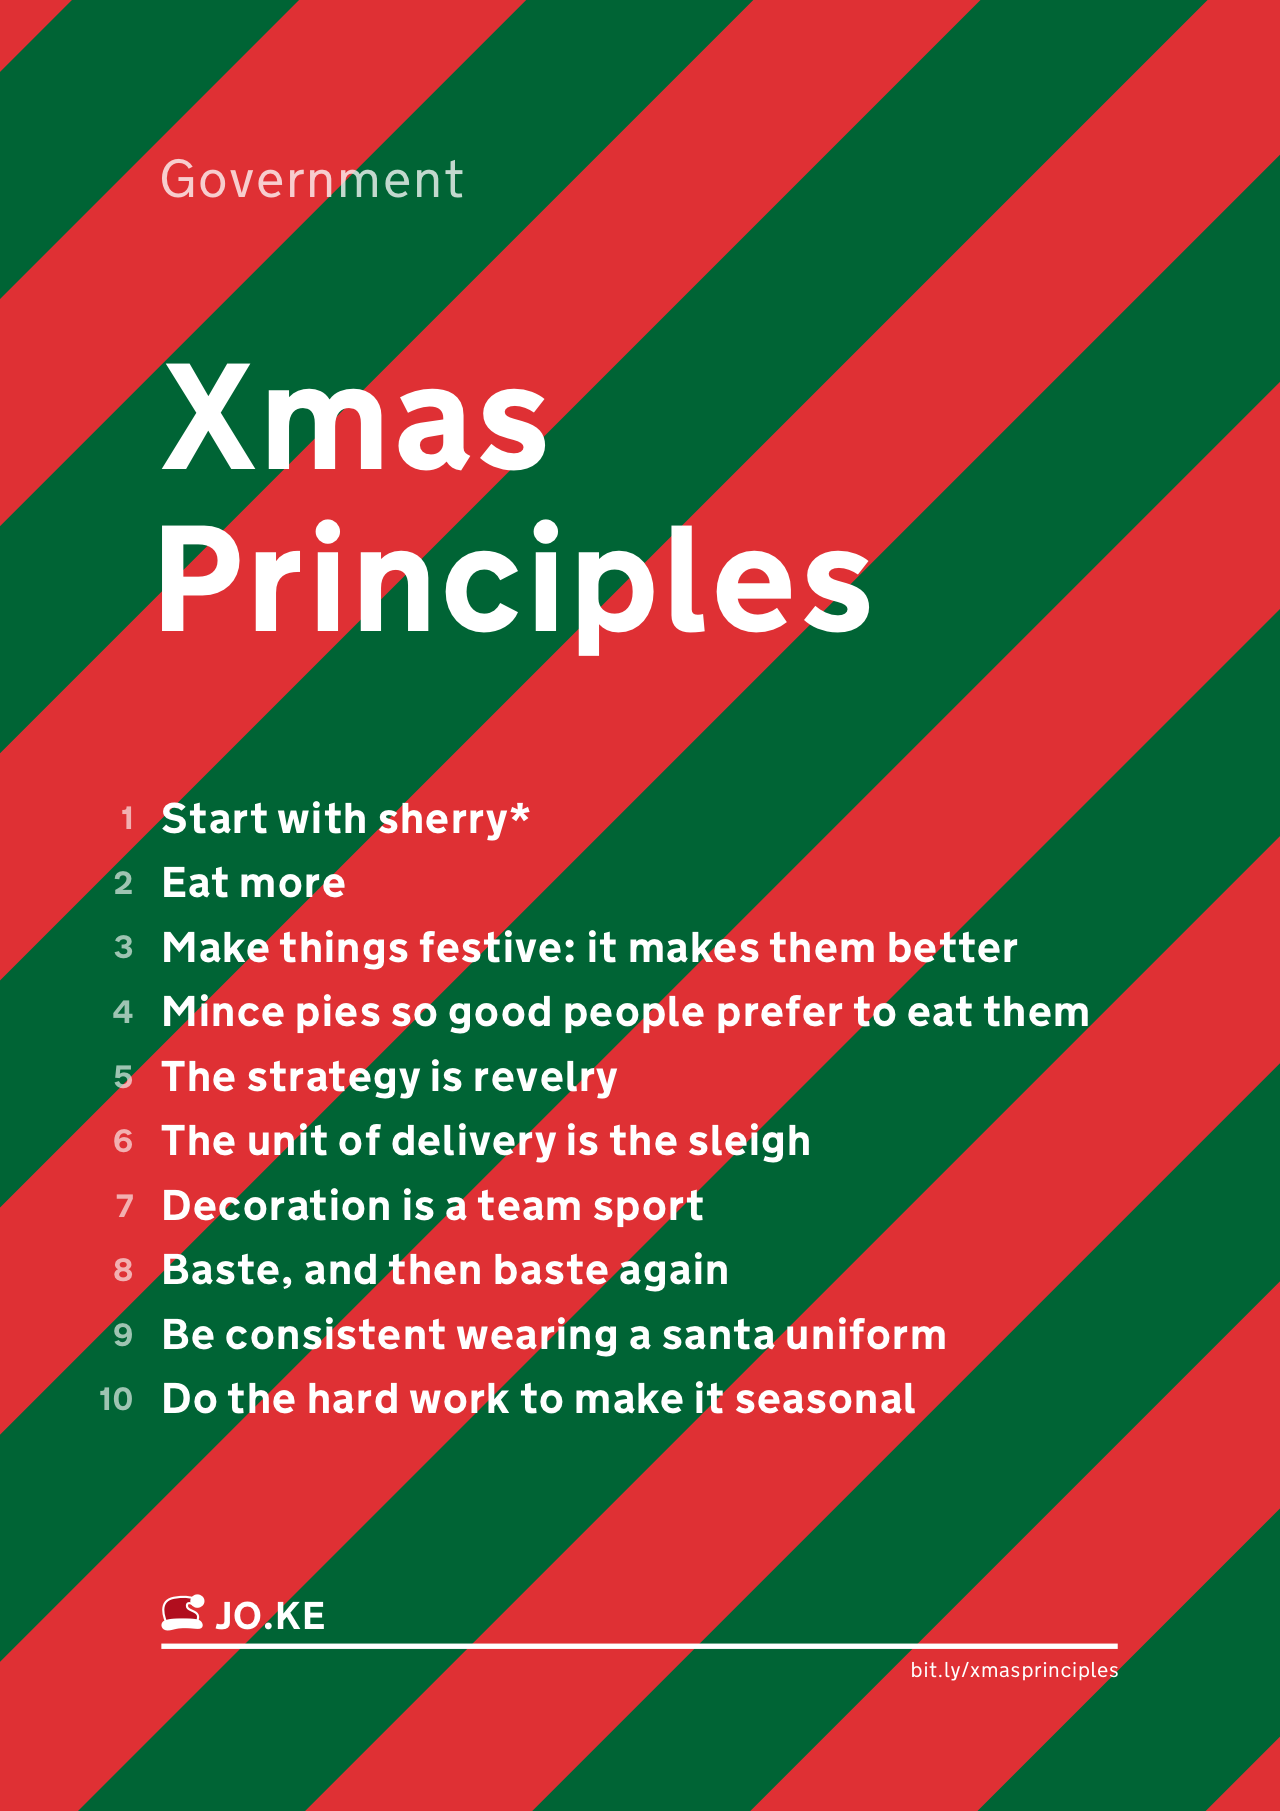 Government
Xmas
Principles
1 Start with sherry*
2 Eat more
3 Make things festive: it makes them better
4 Mince pies so good people prefer to eat them
5 The strategy is revelry
6 The unit of delivery is the sleigh
7 Decoration is a team sport
8 Baste, and then baste again
9 Be consistent wearing a santa uniform
10 Do the hard work to make it seasonal
JO.KE
bit.ly/xmasprinciples